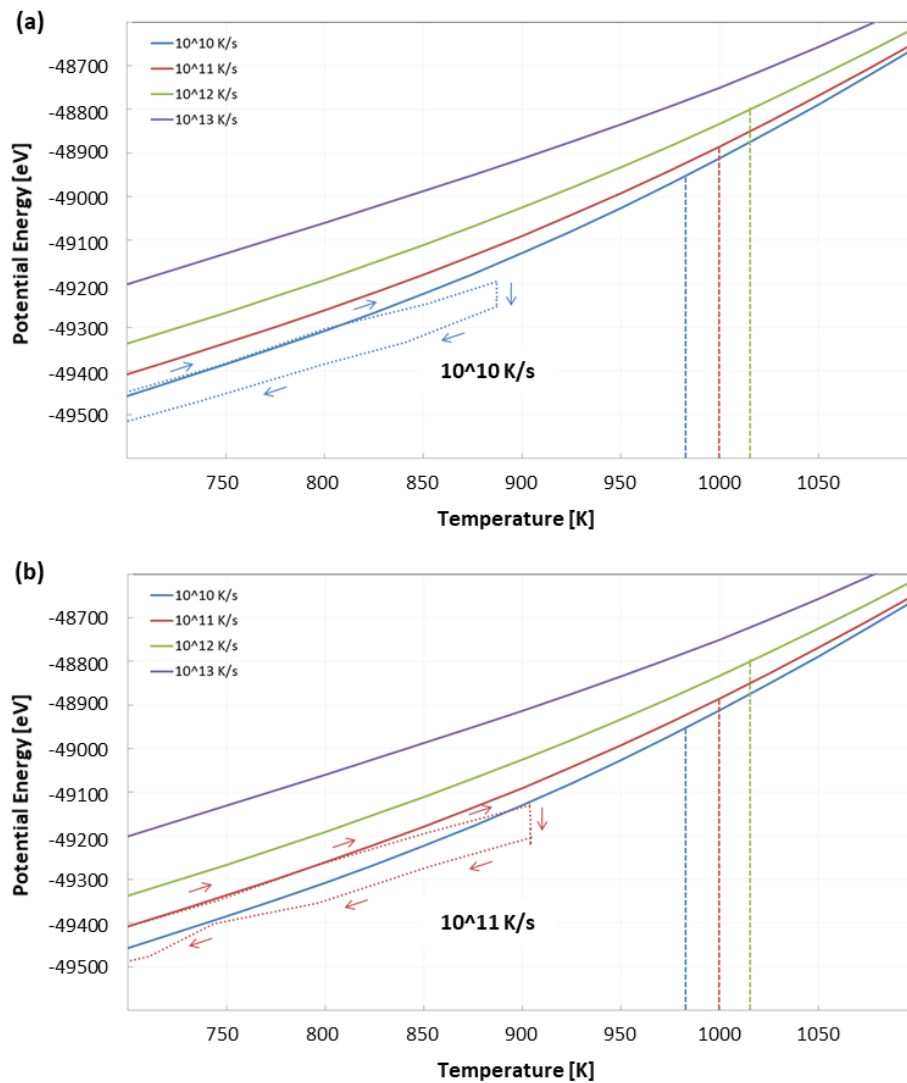 (a)
10^10 K/s
10^11 K/s
10^12 K/s
10^13 K/s
Potential Energy [eV]
-48700
-48800
-48900
-49000
-49100
-49200
-49300
-49400
-49500
10^10 K/s
750 800 850 900 950 1000 1050
Temperature [K]
(b)
10^10 K/s
10^11 K/s
10^12 K/s
10^13 K/s
Potential Energy [eV]
-48700
-48800
-48900
-49000
-49100
-49200
-49300
-49400
-49500
10^11 K/s
750 800 850 900 950 1000 1050
Temperature [K]